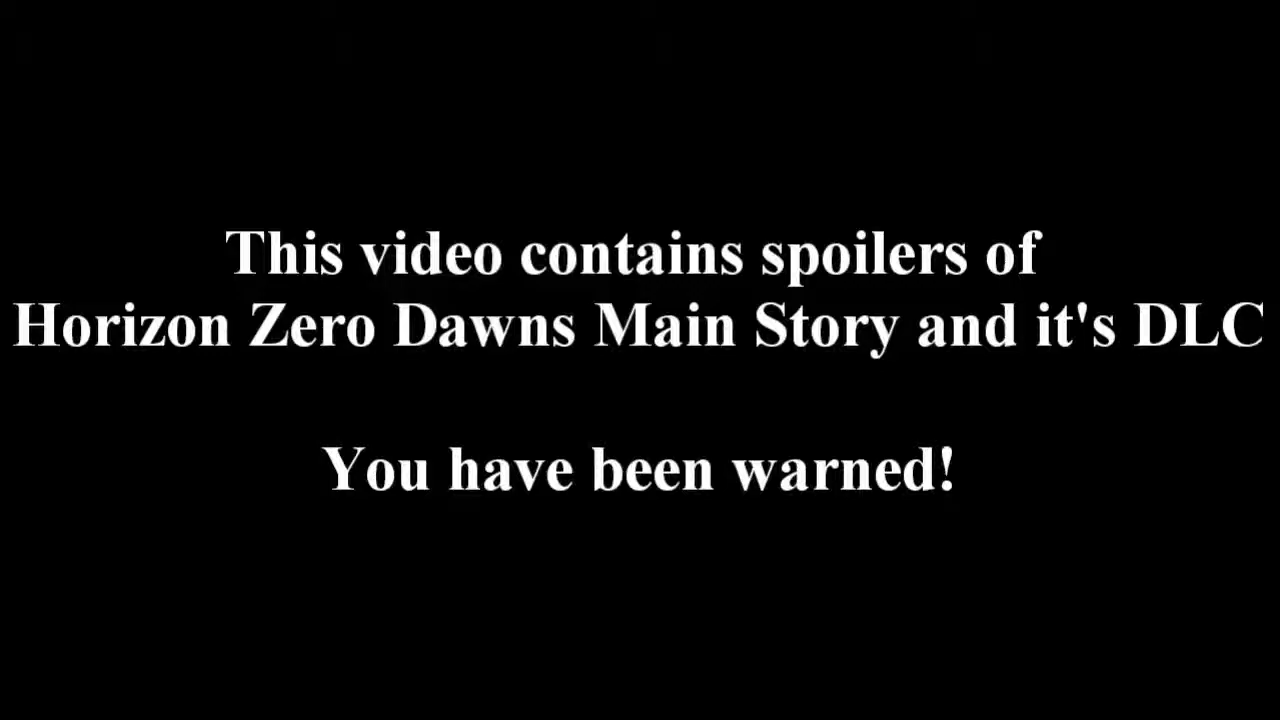 This video contains spoilers of
Horizon Zero Dawns Main Story and it's DLC
You have been warned!